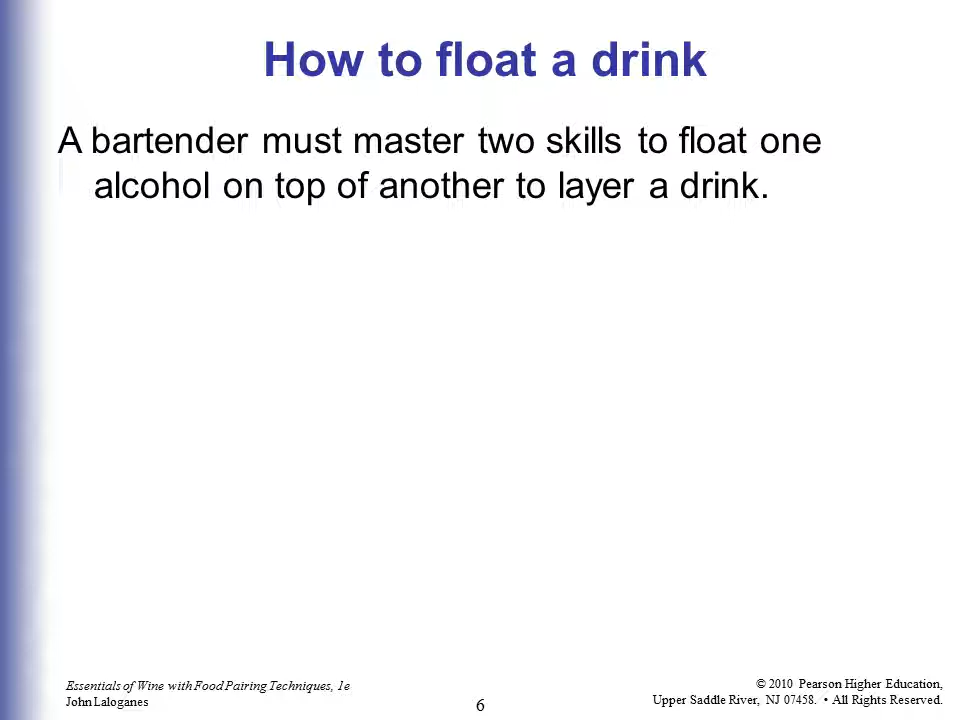 How to float a drink
A bartender must master two skills to float one
alcohol on top of another to layer a drink.
Essentials of Wine with Food Pairing Techniques, 1e
John Laloganes
6
© 2010 Pearson Higher Education,
Upper Saddle River, NJ 07458. • All Rights Reserved.